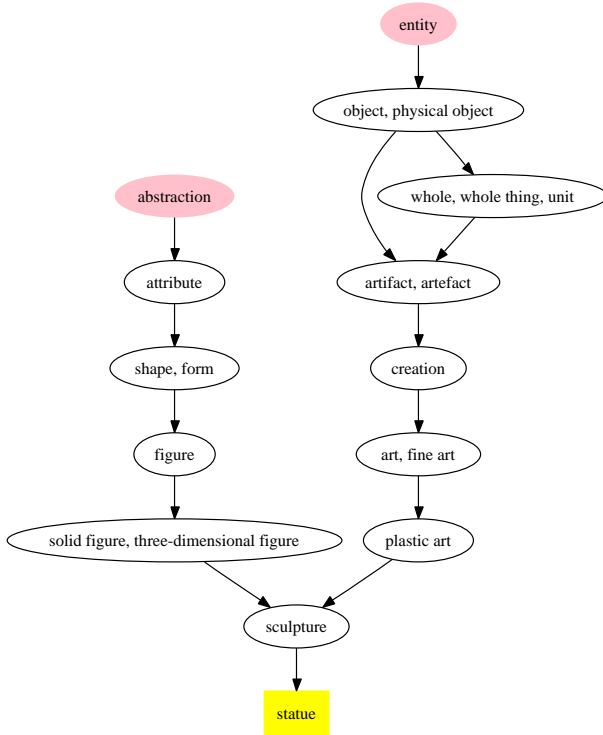 entity
object, physical object
whole, whole thing, unit
abstraction
attribute
artifact, artefact
shape, form
creation
figure
art, fine art
solid figure, three-dimensional figure
plastic art
sculpture
statue